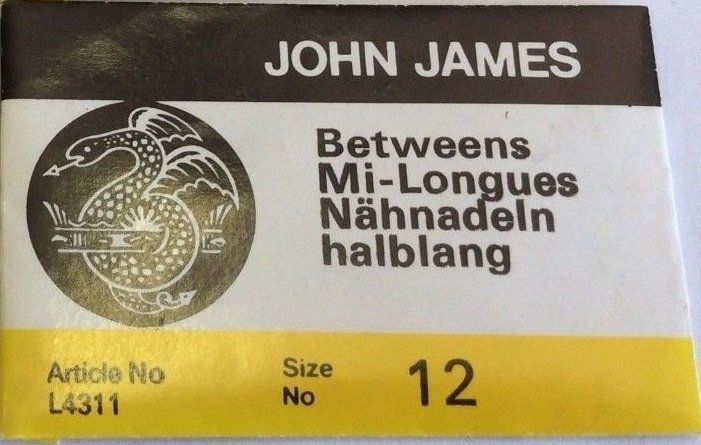 JOHN JAMES
Betweens
Mi-Longues
Nähnadeln
halblang
Article No
L4311
Size
No
12